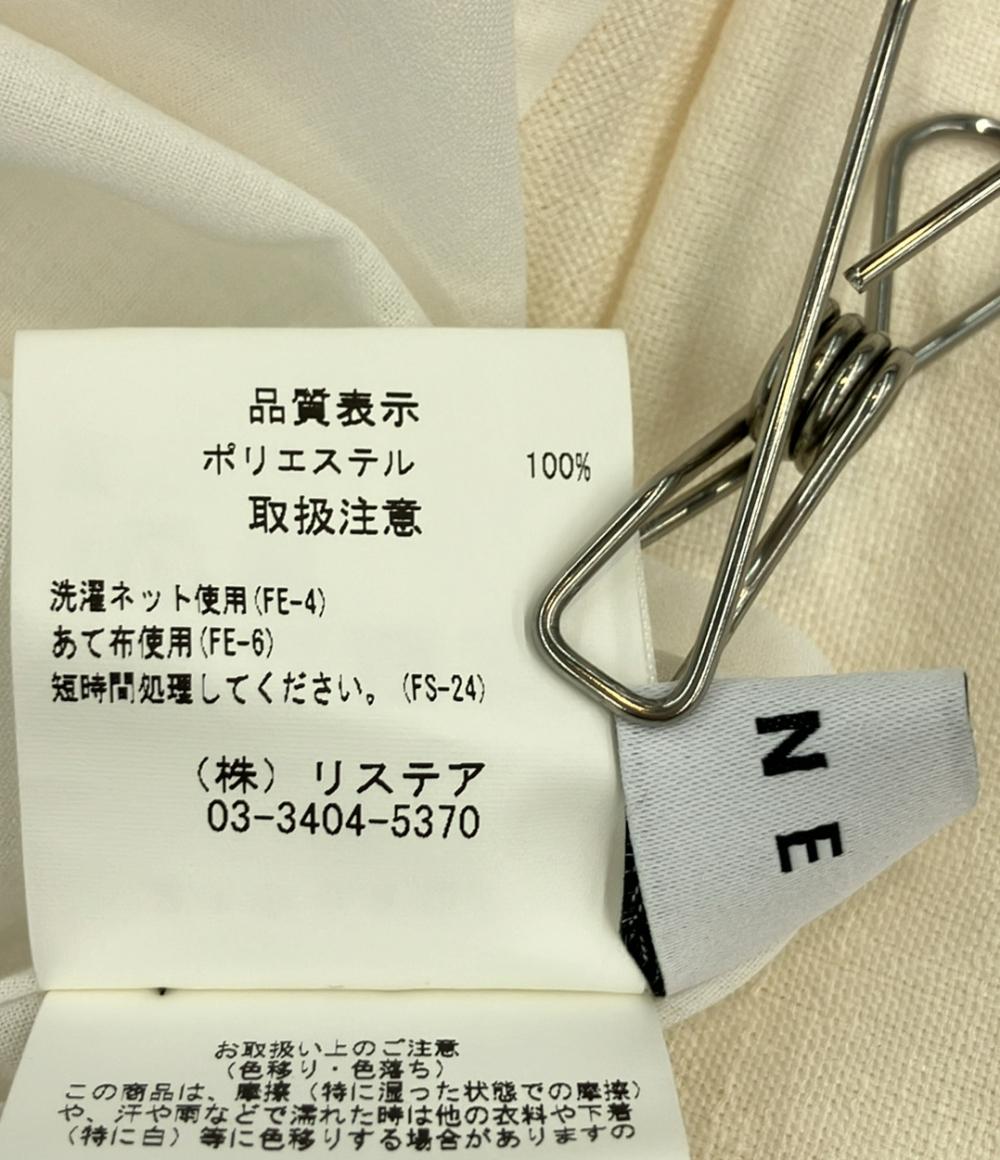 品質表示
ポリエステル 100%
取扱注意
洗濯ネット使用(FE-4)
あて布使用(FE-6)
短時間処理してください。(FS-24)
(株) リステア
03-3404-5370
N E
お取扱い上のご注意
(色移り・色落ち)
この商品は、摩擦(特に湿った状態での摩擦)
や、汗や雨などで濡れた時は他の衣料や下着
(特に白)等に色移りする場合がありますの